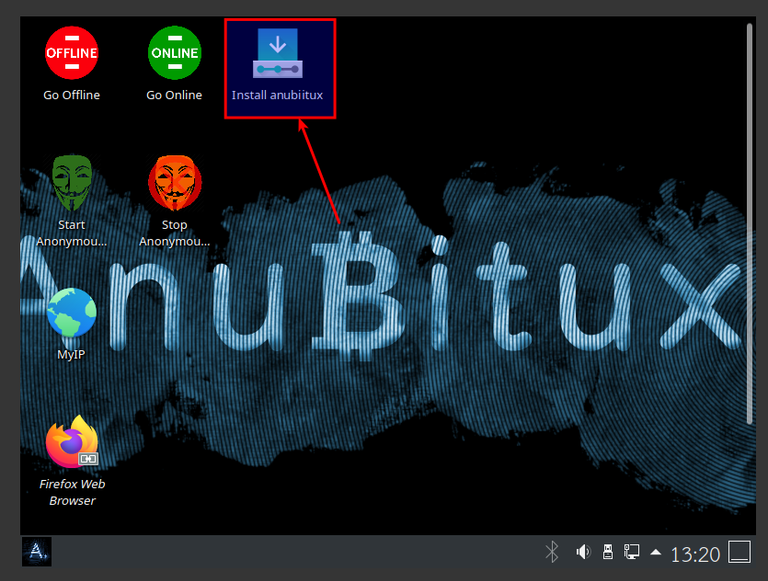 OFFLINE
ONLINE
Go Offline
Go Online
Install anubiitux
Start
Anonymou...
Stop
Anonymou...
AnuBitux
MyIP
Firefox Web
Browser
A
13:20